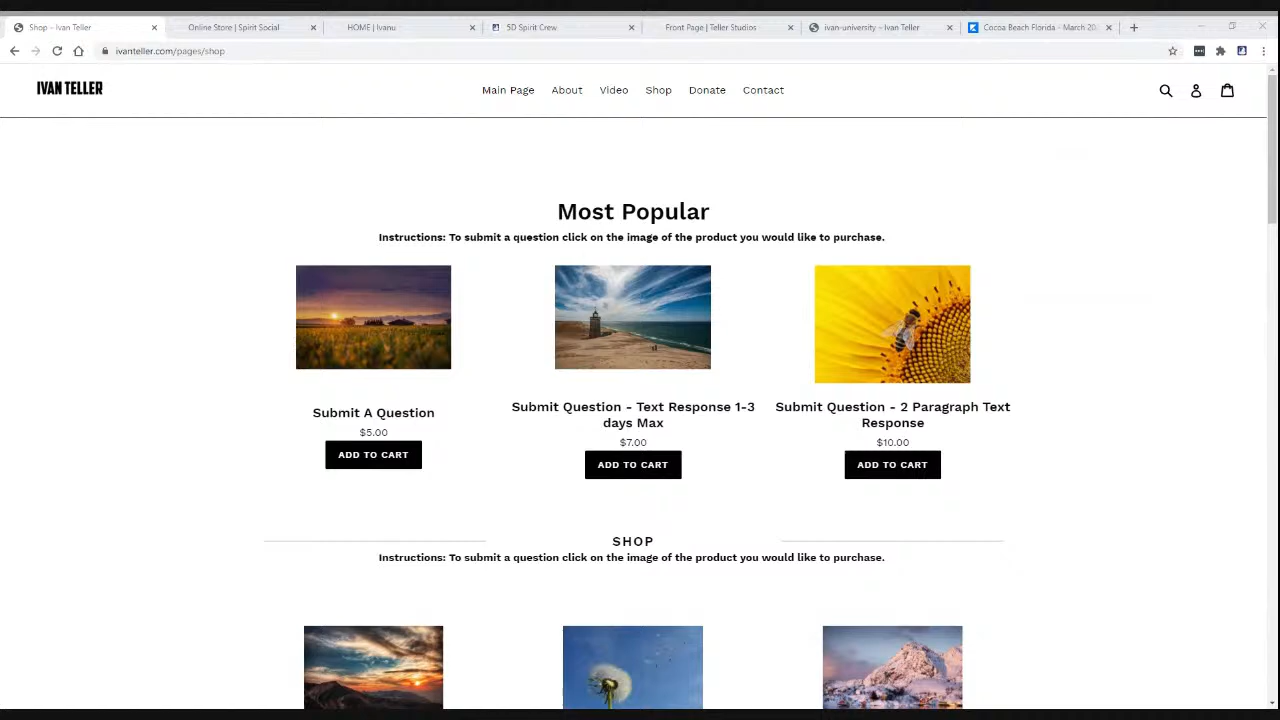 Shop – Ivan Teller
Online Store | Spirit Social
HOME | Ivanu
5D Spirit Crew
Front Page | Teller Studios
ivan-university – Ivan Teller
Cocoa Beach Florida - March 20
ivanteller.com/pages/shop
IVAN TELLER
Main Page About Video Shop Donate Contact
Most Popular
Instructions: To submit a question click on the image of the product you would like to purchase.
Submit A Question
$5.00
ADD TO CART
Submit Question - Text Response 1-3
days Max
$7.00
ADD TO CART
Submit Question - 2 Paragraph Text
Response
$10.00
ADD TO CART
SHOP
Instructions: To submit a question click on the image of the product you would like to purchase.